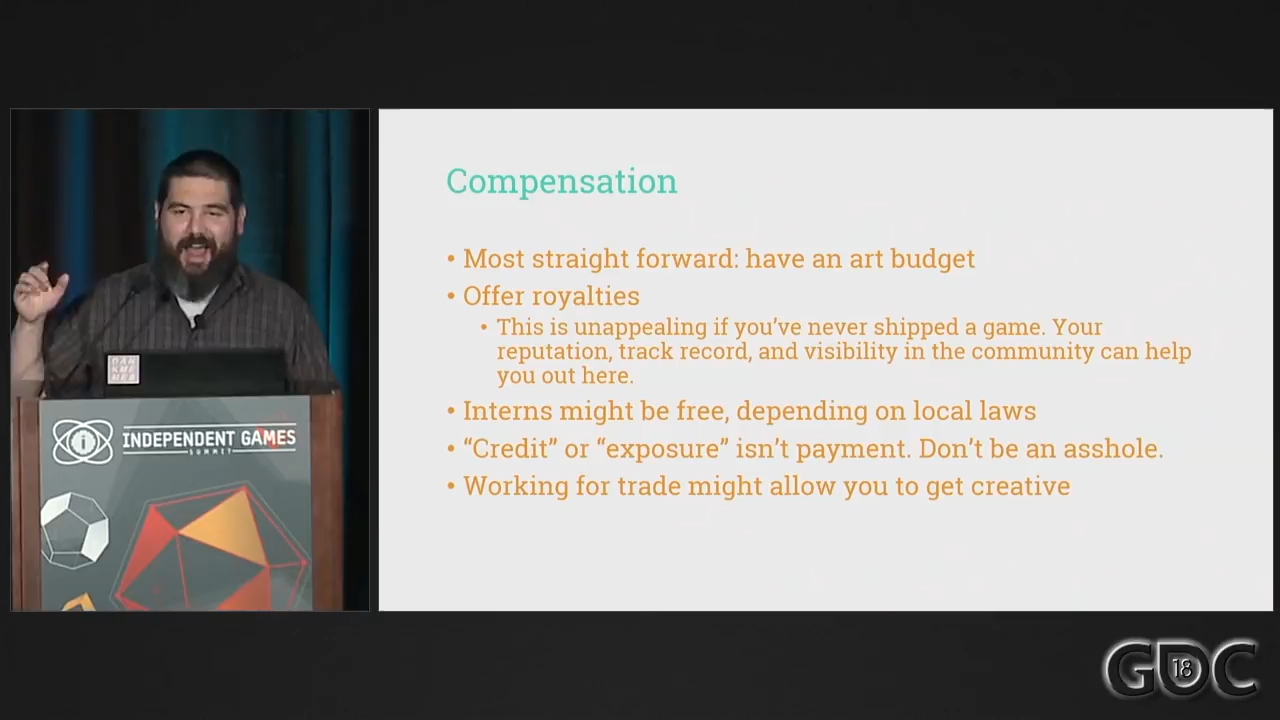 Compensation
• Most straight forward: have an art budget
• Offer royalties
• This is unappealing if you’ve never shipped a game. Your
reputation, track record, and visibility in the community can help
you out here.
• Interns might be free, depending on local laws
• “Credit” or “exposure” isn’t payment. Don’t be an asshole.
• Working for trade might allow you to get creative
INDEPENDENT GAMES
SUMMIT
GDC
18